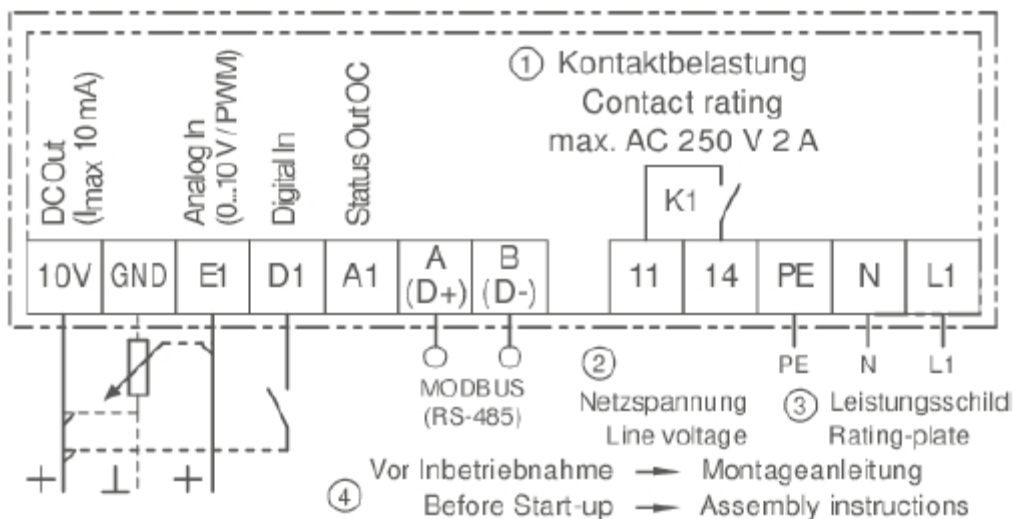 ① Kontaktbelastung
Contact rating
max. AC 250 V 2 A
DC Out
(Imax 10 mA)
Analog In
(0...10 V / PWM)
Digital In
Status Out OC
K1
10V GND E1 D1 A1 A (D+) B (D-) 11 14 PE N L1
MODBUS
(RS-485)
PE N L1
②
Netzspannung
Line voltage
③ Leistungsschild
Rating-plate
+ ⊥ +
④ Vor Inbetriebnahme → Montageanleitung
Before Start-up → Assembly instructions